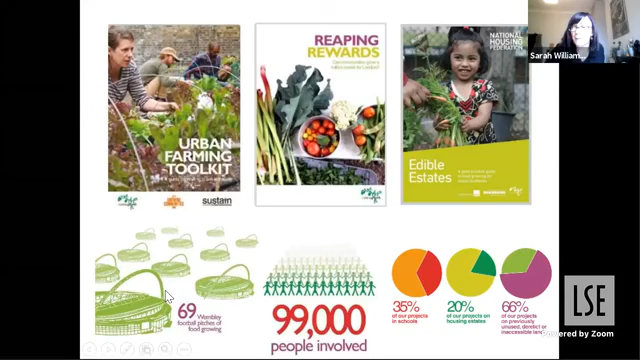 NATIONAL
HOUSING
FEDERATION
Sarah William...
REAPING
REWARDS
URBAN
FARMING
TOOLKIT
Edible
Estates
sustain
69 Wembley
football pitches of
food growing
99,000
people involved
35%
of our projects
in schools
20%
of our projects on
housing estates
66%
of our projects
on previously
unused, derelict or
inaccessible land
LSE
Powered by Zoom